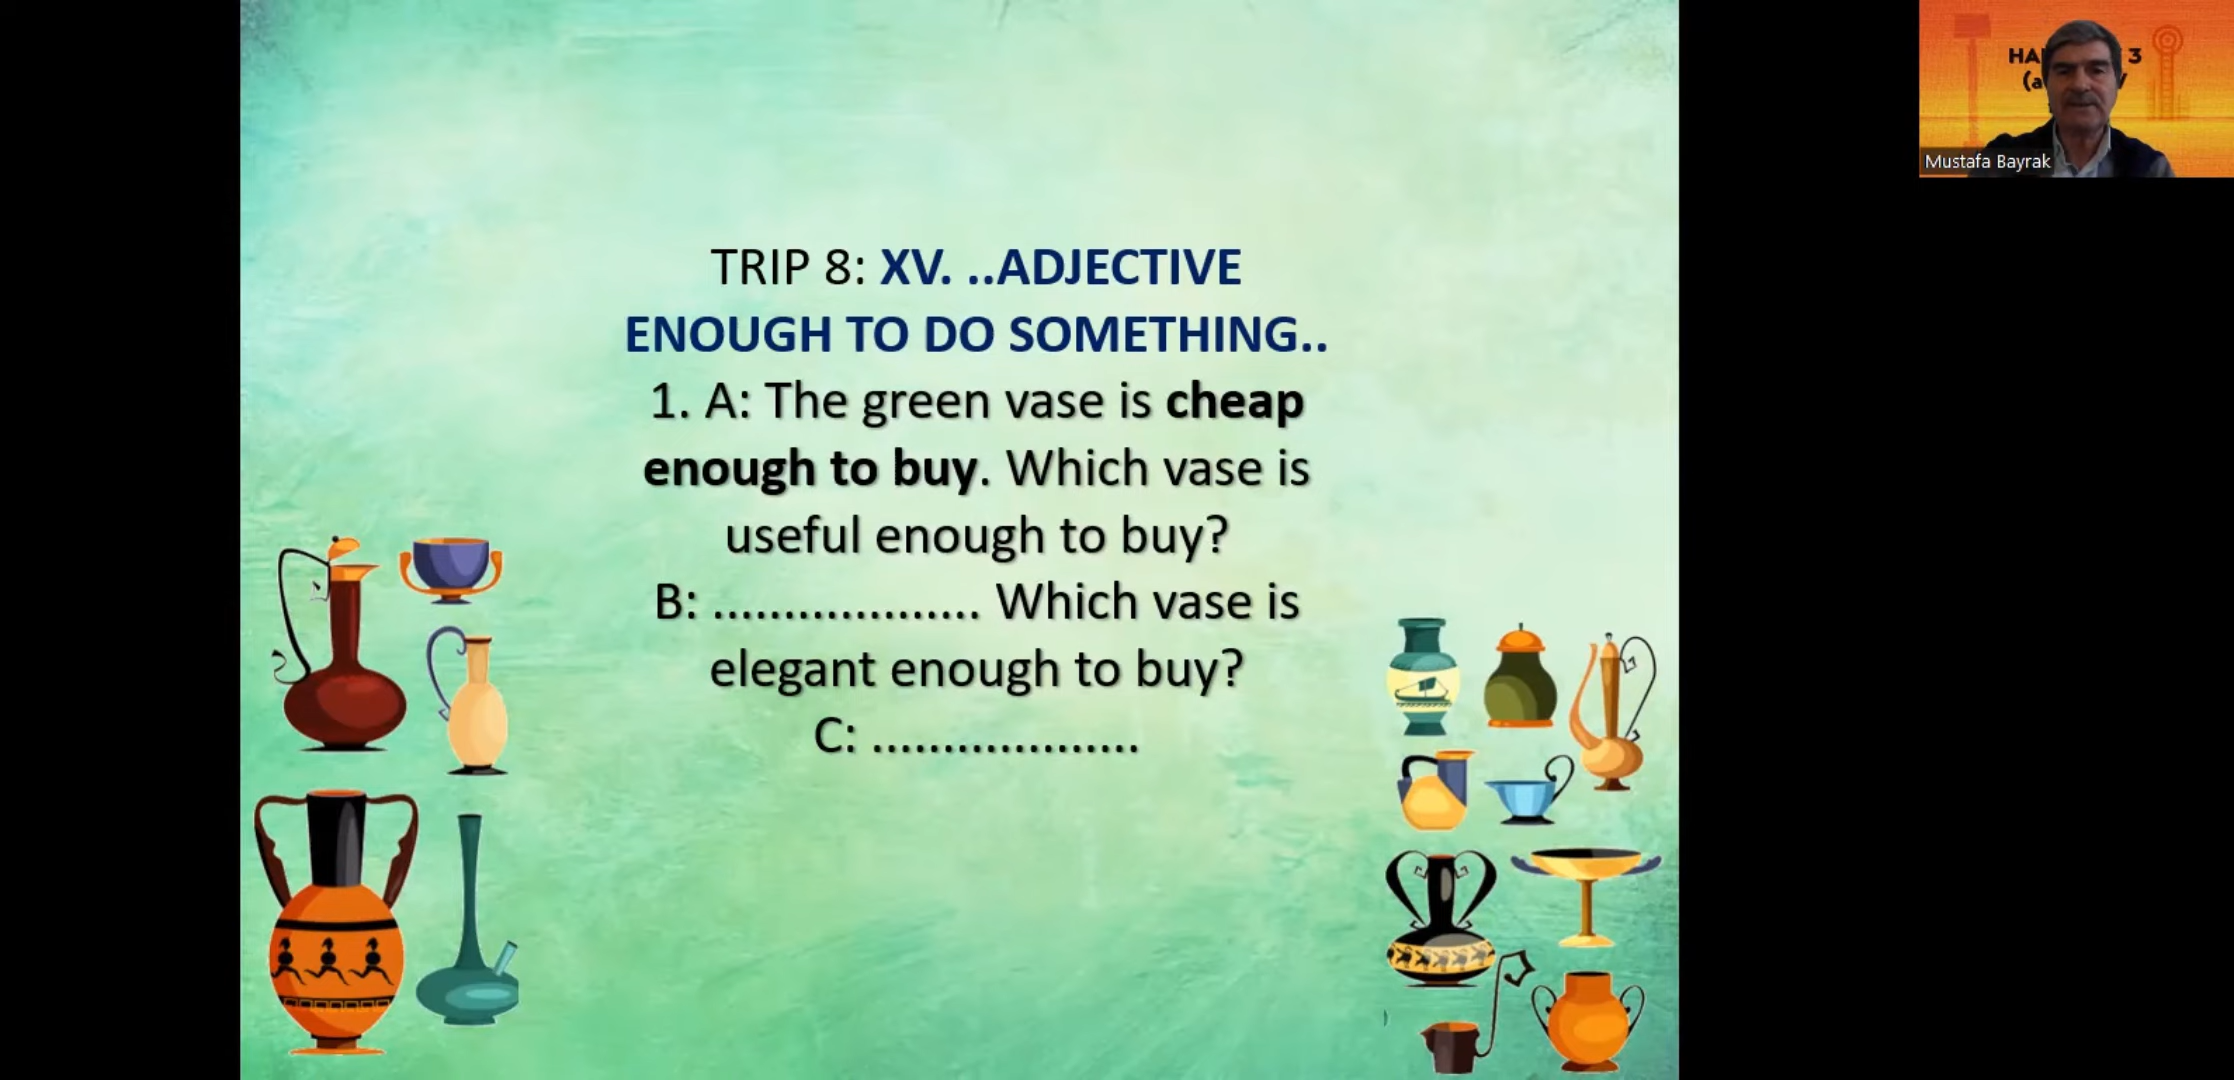 TRIP 8: XV. ..ADJECTIVE
ENOUGH TO DO SOMETHING..
1. A: The green vase is cheap
enough to buy. Which vase is
useful enough to buy?
B: ................... Which vase is
elegant enough to buy?
C: ...................
3
(a
Mustafa Bayrak